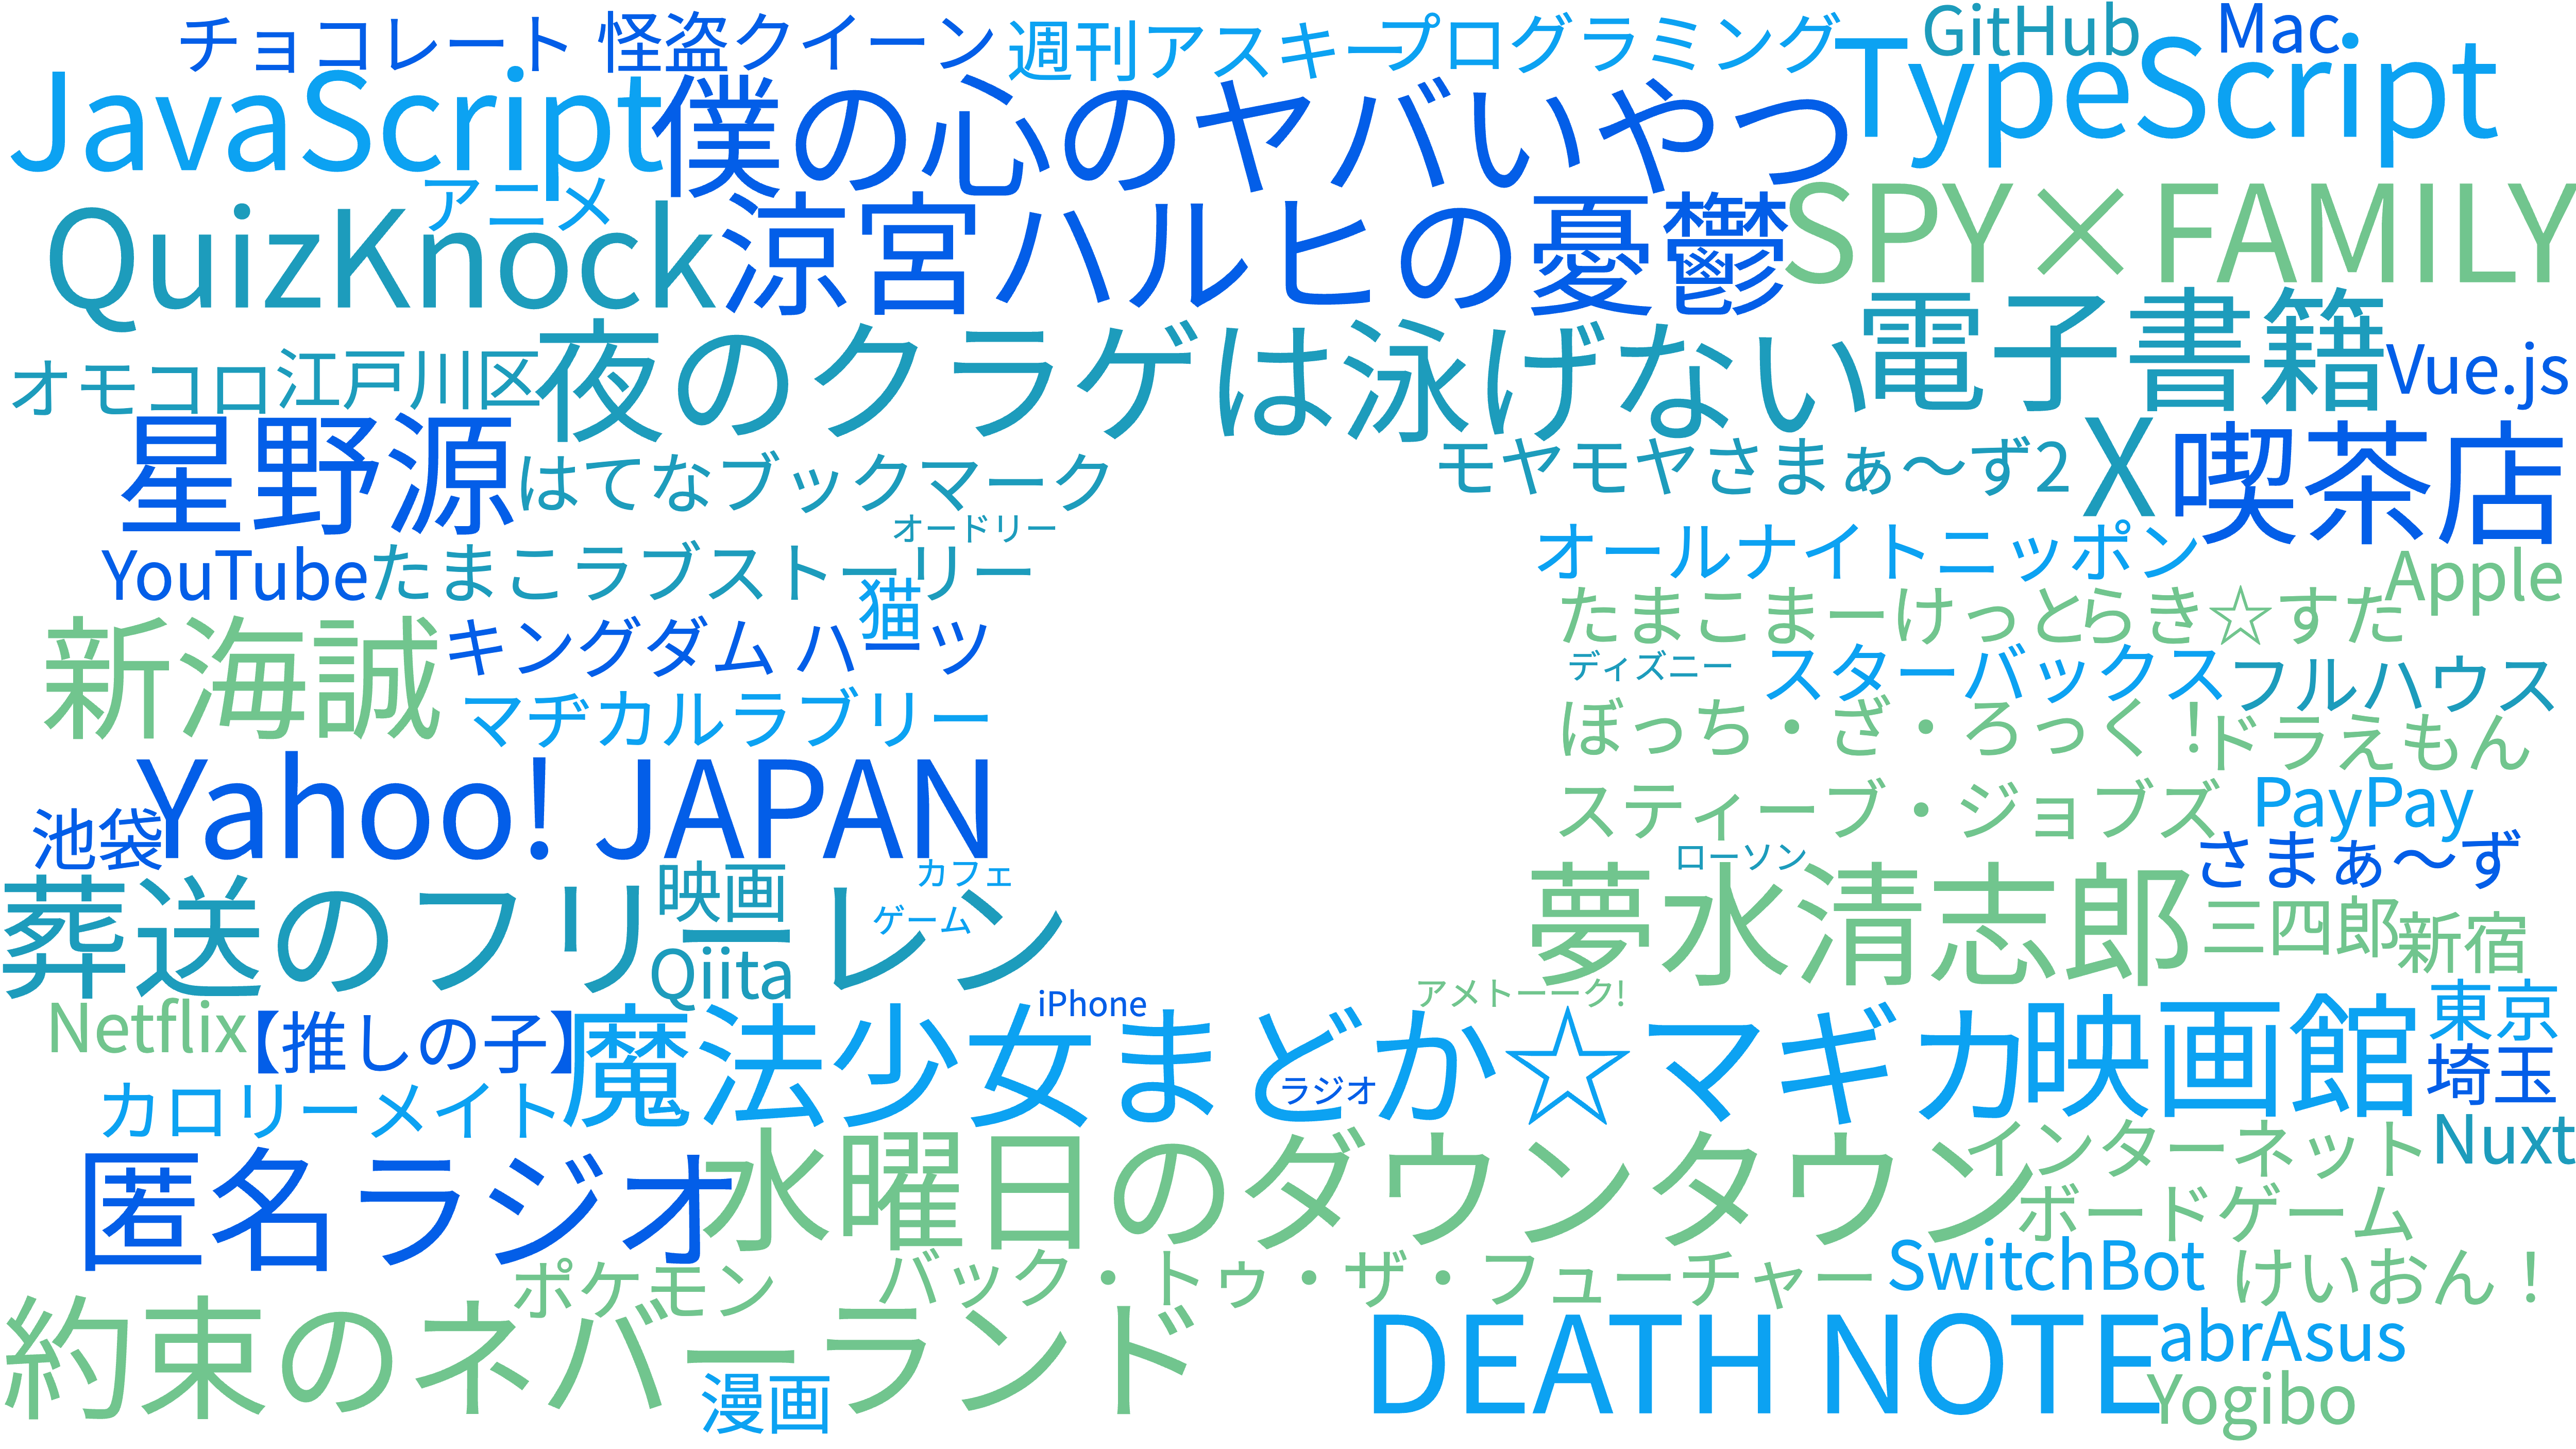 チョコレート
怪盗クイーン
週刊アスキー
プログラミング
GitHub
Mac
JavaScript
僕の心のヤバいやつ
TypeScript
アニメ
QuizKnock
涼宮ハルヒの憂鬱
SPY×FAMILY
オモコロ
江戸川区
夜のクラゲは泳げない
電子書籍
Vue.js
星野源
はてなブックマーク
モヤモヤさまぁ～ず2
X
喫茶店
オードリー
YouTube
たまこラブストーリー
オールナイトニッポン
Apple
猫
たまこまーけっと
らき☆すた
新海誠
キングダム ハーツ
ディズニー
スターバックス
フルハウス
マヂカルラブリー
ぼっち・ざ・ろっく！
ドラえもん
Yahoo! JAPAN
スティーブ・ジョブズ
PayPay
池袋
ローソン
さまぁ～ず
葬送のフリーレン
映画
カフェ
ゲーム
夢水清志郎
三四郎
新宿
Qiita
Netflix
【推しの子】
iPhone
アメトーーク!
魔法少女まどか☆マギカ
映画館
東京
埼玉
ラジオ
カロリーメイト
インターネット
Nuxt
匿名ラジオ
水曜日のダウンタウン
ボードゲーム
ポケモン
バック・トゥ・ザ・フューチャー
SwitchBot
けいおん！
約束のネバーランド
DEATH NOTE
abrAsus
漫画
Yogibo